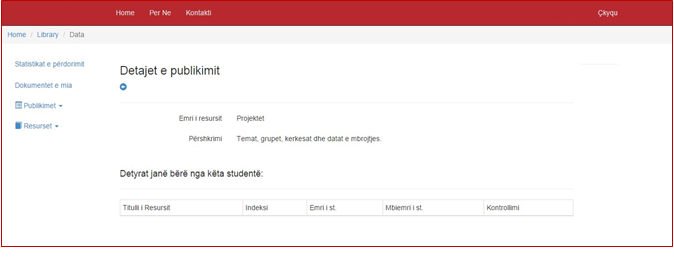 Home Per Ne Kontakti Çkyqu
Home / Library / Data
Statistikat e përdorimit
Dokumentet e mia
Publikimet
Resurset
Detajet e publikimit
Emri i resursit Projektet
Përshkrimi Temat, grupet, kerkesat dhe datat e mbrojtjes.
Detyrat janë bërë nga këta studentë:
Titulli i Resursit Indeksi Emri i st. Mbiemri i st. Kontrollimi